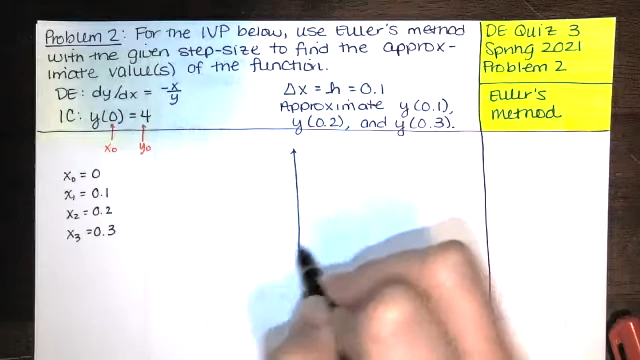 Problem 2: For the IVP below, use Euler's method
with the given step-size to find the approx-
imate value(s) of the function.
DE: dy/dx = -x/y
IC: y(0) = 4
x₀ y₀
Δx = h = 0.1
Approximate y(0.1),
y(0.2), and y(0.3).
DE Quiz 3
Spring 2021
Problem 2
Euler's
method
x₀ = 0
x₁ = 0.1
x₂ = 0.2
x₃ = 0.3